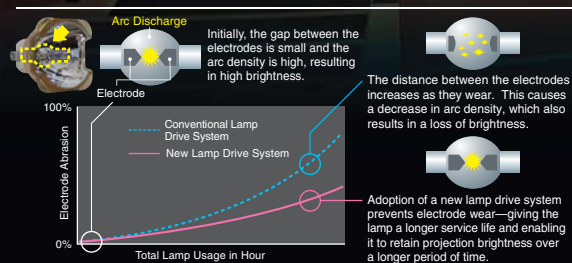 Arc Discharge
Initially, the gap between the
electrodes is small and the
arc density is high, resulting
in high brightness.
Electrode
100%
Conventional Lamp
Drive System
New Lamp Drive System
Electrode Abrasion
0%
Total Lamp Usage in Hour
The distance between the electrodes
increases as they wear. This causes
a decrease in arc density, which also
results in a loss of brightness.
Adoption of a new lamp drive system
prevents electrode wear—giving the
lamp a longer service life and enabling
it to retain projection brightness over
a longer period of time.